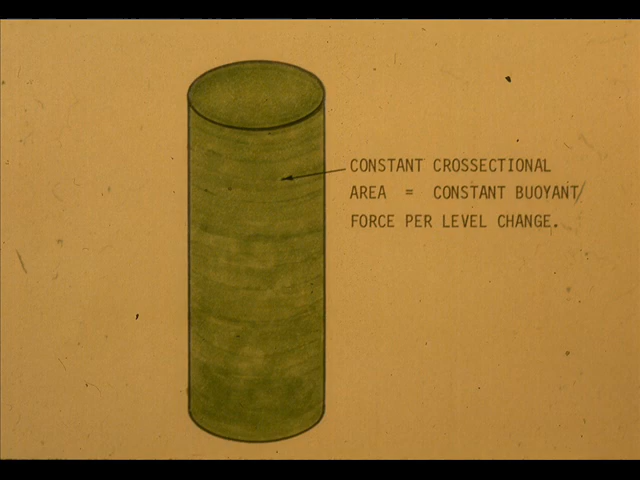 CONSTANT CROSSECTIONAL
AREA = CONSTANT BUOYANT/
FORCE PER LEVEL CHANGE.